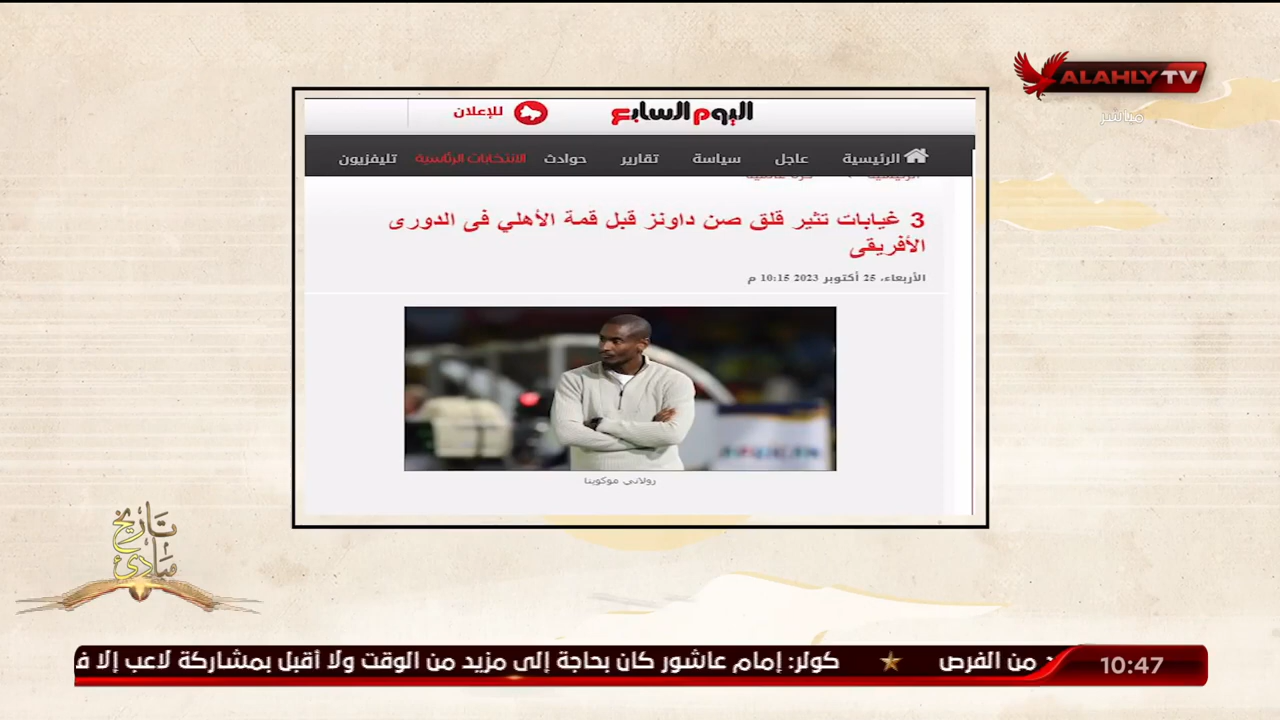 ALAHLY TV
مباشر
اليوم السابع
للإعلان
الرئيسية عاجل سياسة تقارير حوادث الانتخابات الرئاسية تليفزيون
3 غيابات تثير قلق صن داونز قبل قمة الأهلي فى الدورى
الأفريقى
الأربعاء، 25 أكتوبر 2023 10:15 م
رولاني موكوينا
تاريخ
مبادئ
من الفرص ★ كولر: إمام عاشور كان بحاجة إلى مزيد من الوقت ولا أقبل بمشاركة لاعب إلا
10:47